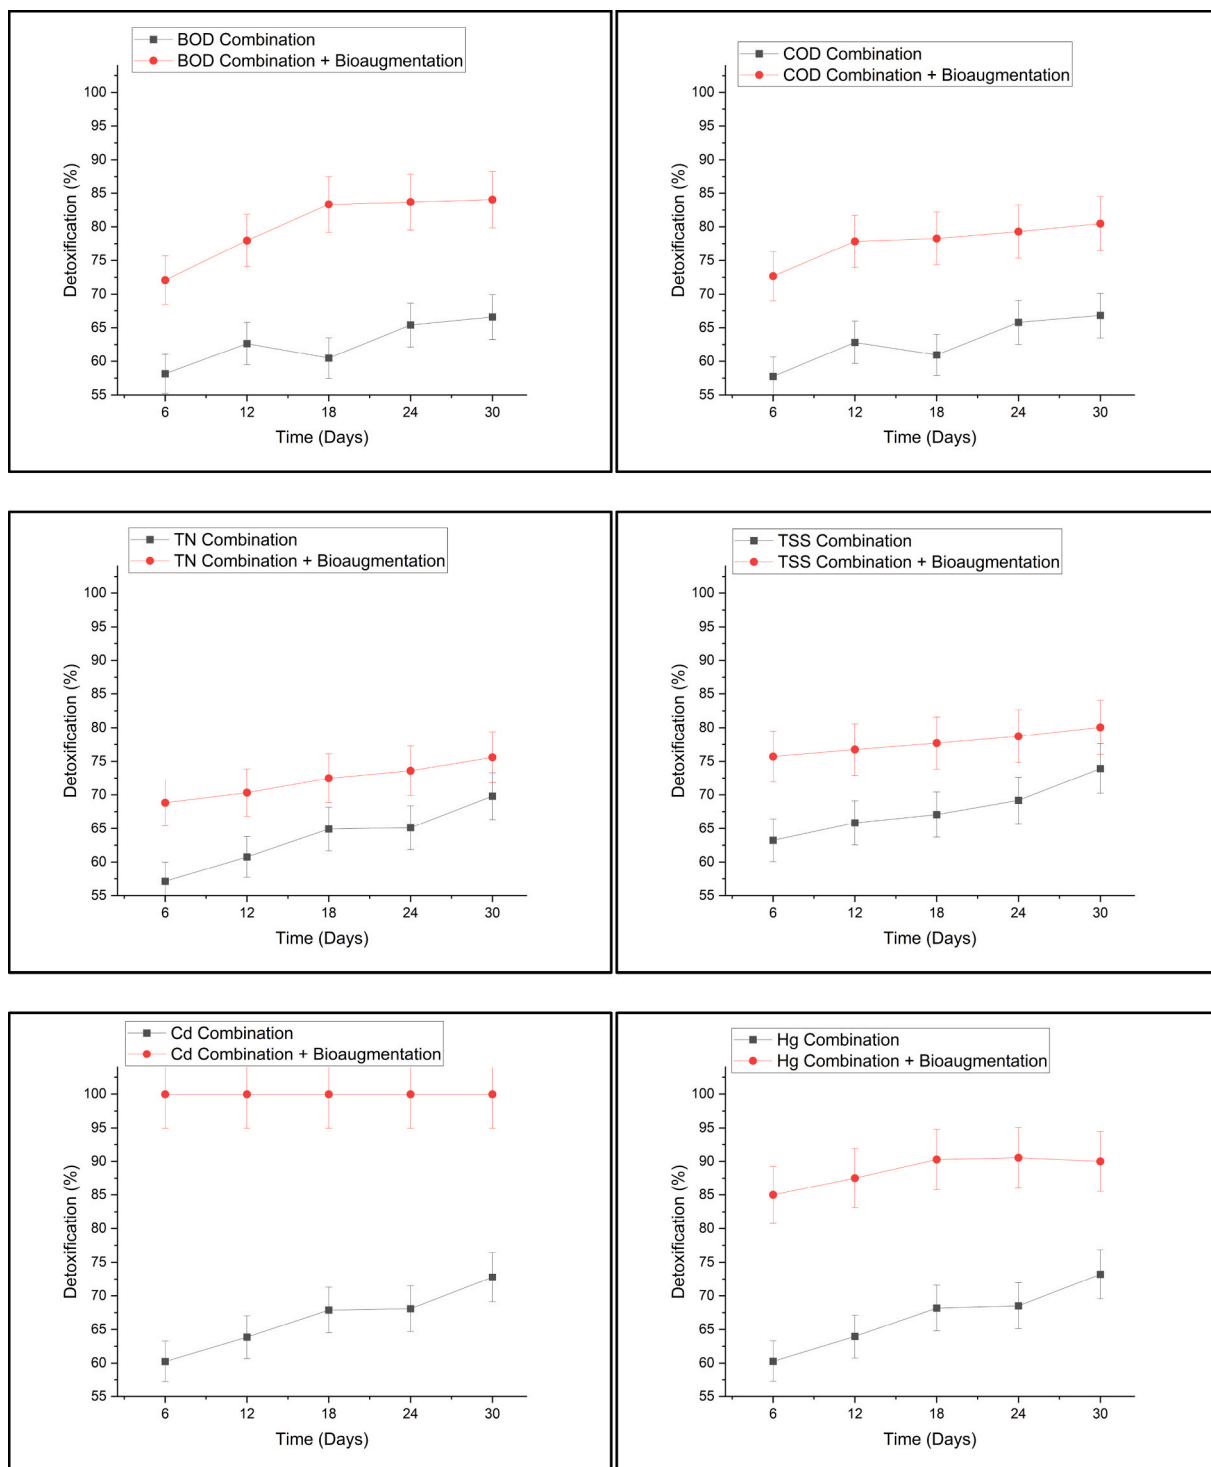 BOD Combination
BOD Combination + Bioaugmentation
100
95
90
85
80
75
70
65
60
55
Detoxification (%)
6 12 18 24 30
Time (Days)
COD Combination
COD Combination + Bioaugmentation
100
95
90
85
80
75
70
65
60
55
Detoxification (%)
6 12 18 24 30
Time (Days)
TN Combination
TN Combination + Bioaugmentation
100
95
90
85
80
75
70
65
60
55
Detoxification (%)
6 12 18 24 30
Time (Days)
TSS Combination
TSS Combination + Bioaugmentation
100
95
90
85
80
75
70
65
60
55
Detoxification (%)
6 12 18 24 30
Time (Days)
Cd Combination
Cd Combination + Bioaugmentation
100
95
90
85
80
75
70
65
60
55
Detoxification (%)
6 12 18 24 30
Time (Days)
Hg Combination
Hg Combination + Bioaugmentation
100
95
90
85
80
75
70
65
60
55
Detoxification (%)
6 12 18 24 30
Time (Days)